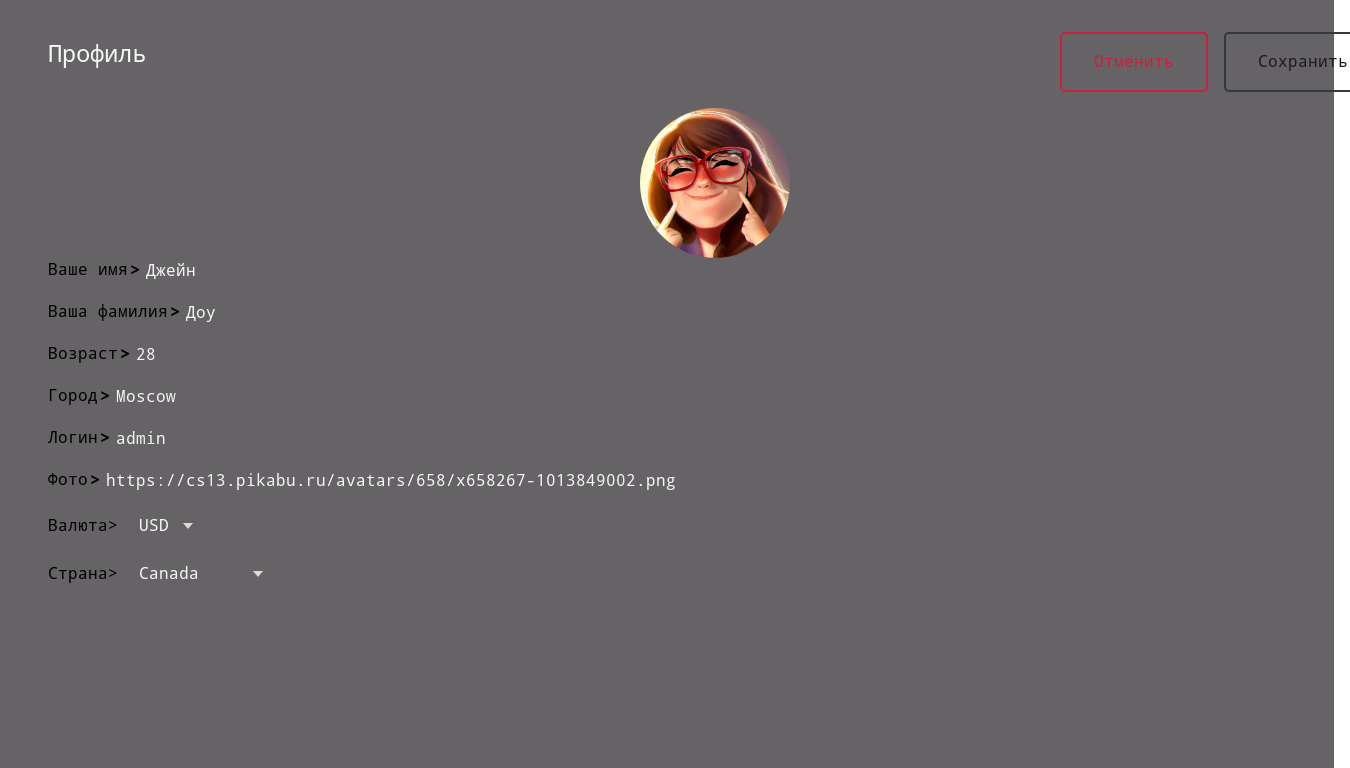 Профиль
Отменить
Сохранить
Ваше имя> Джейн
Ваша фамилия> Доу
Возраст> 28
Город> Moscow
Логин> admin
Фото> https://cs13.pikabu.ru/avatars/658/x658267-1013849002.png
Валюта> USD
Страна> Canada